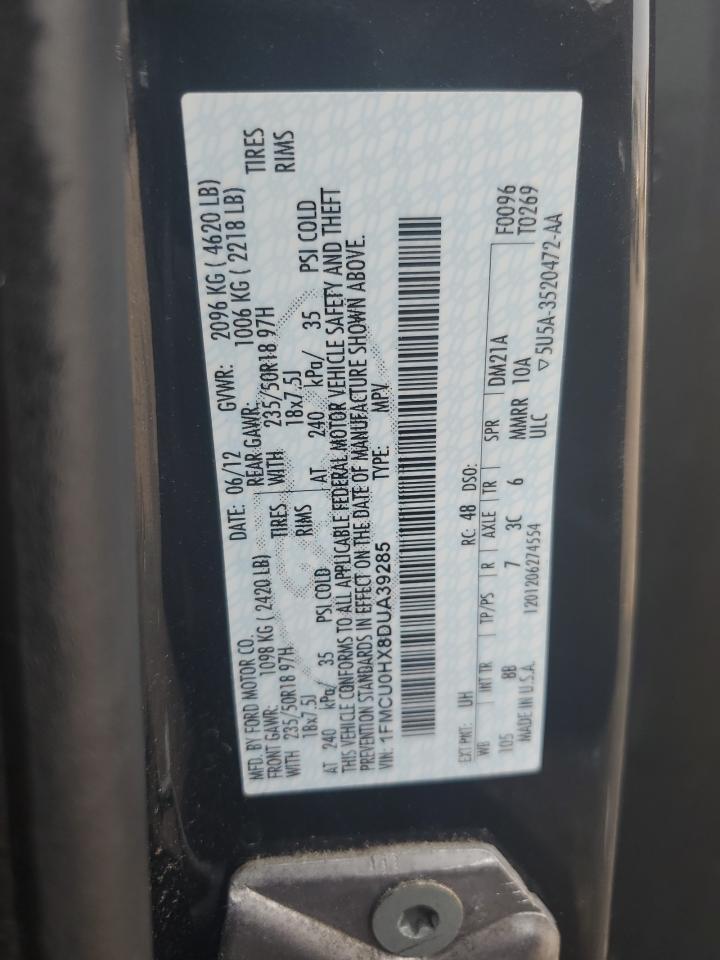 MFD. BY FORD MOTOR CO.
DATE: 06/12 GVWR: 2096 KG ( 4620 LB)
FRONT GAWR: 1098 KG ( 2420 LB) REAR GAWR: 1006 KG ( 2218 LB)
WITH 235/50R18 97H TIRES WITH 235/50R18 97H TIRES
18x7.5J RIMS 18x7.5J RIMS
AT 240 kPa/ 35 PSI COLD AT 240 kPa/ 35 PSI COLD
THIS VEHICLE CONFORMS TO ALL APPLICABLE FEDERAL MOTOR VEHICLE SAFETY AND THEFT
PREVENTION STANDARDS IN EFFECT ON THE DATE OF MANUFACTURE SHOWN ABOVE.
VIN: 1FMCU0HX8DUA39285 TYPE: MPV
EXT PNT: UH RC: 48 DSO:
WB INT TR TP/PS R AXLE TR SPR DM21A F0096
105 8B 7 3C 6 MMRR 10A T0269
MADE IN U.S.A. 1201206274554 ULC ▽5U5A-3520472-AA